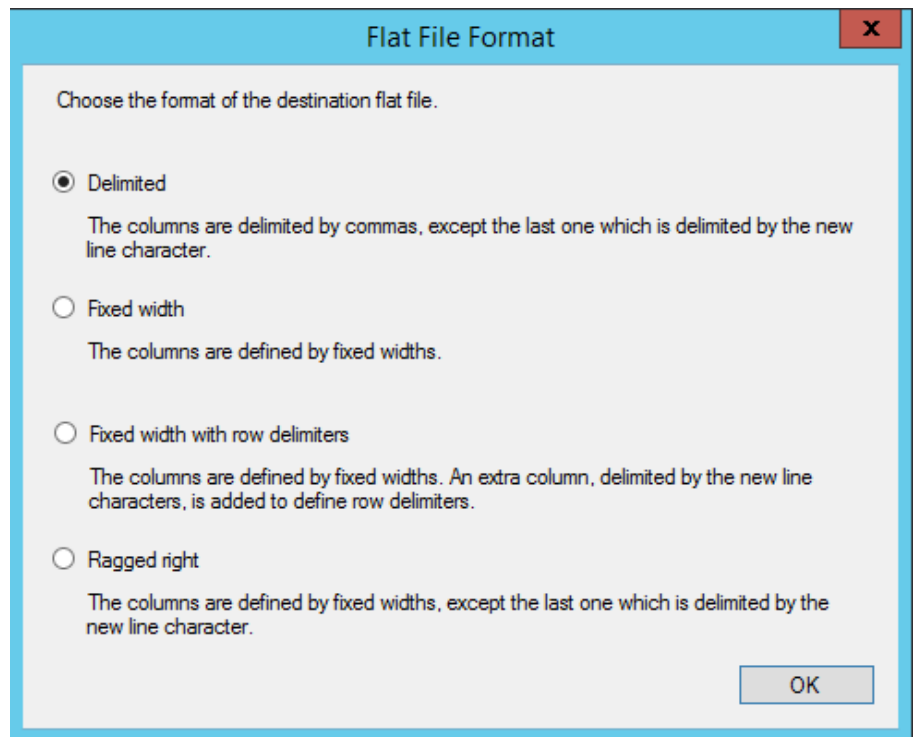 Flat File Format
x
Choose the format of the destination flat file.
Delimited
The columns are delimited by commas, except the last one which is delimited by the new
line character.
Fixed width
The columns are defined by fixed widths.
Fixed width with row delimiters
The columns are defined by fixed widths. An extra column, delimited by the new line
characters, is added to define row delimiters.
Ragged right
The columns are defined by fixed widths, except the last one which is delimited by the
new line character.
OK